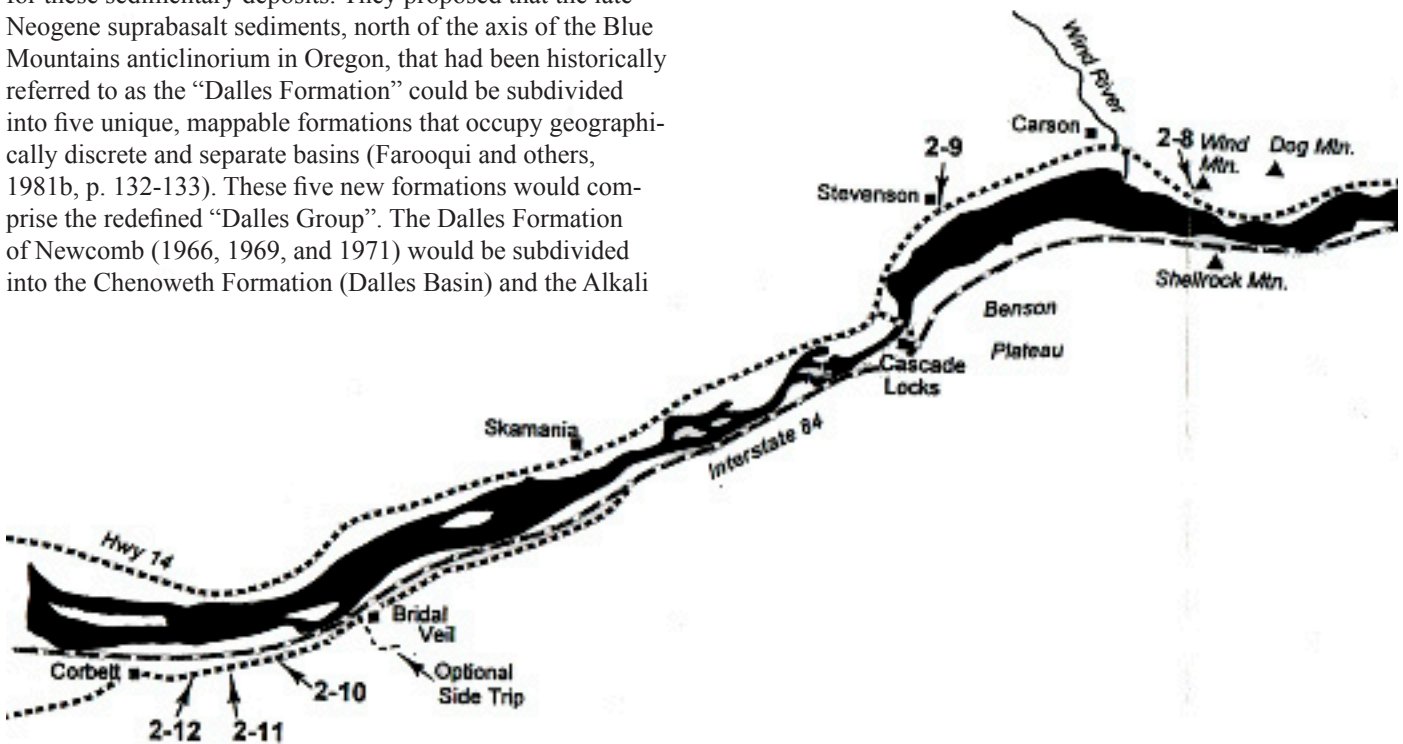 for these sedimentary deposits. They proposed that the late
Neogene suprabasalt sediments, north of the axis of the Blue
Mountains anticlinorium in Oregon, that had been historically
referred to as the “Dalles Formation” could be subdivided
into five unique, mappable formations that occupy geographi-
cally discrete and separate basins (Farooqui and others,
1981b, p. 132-133). These five new formations would com-
prise the redefined “Dalles Group”. The Dalles Formation
of Newcomb (1966, 1969, and 1971) would be subdivided
into the Chenoweth Formation (Dalles Basin) and the Alkali
Wind River
Carson
2-8 Wind
Mtn.
Dog Mtn.
2-9
Stevenson
Shellrock Mtn.
Benson
Plateau
Cascade
Locks
Skamania
Interstate 84
Hwy 14
Bridal
Veil
Corbett
Optional
Side Trip
2-10
2-12
2-11